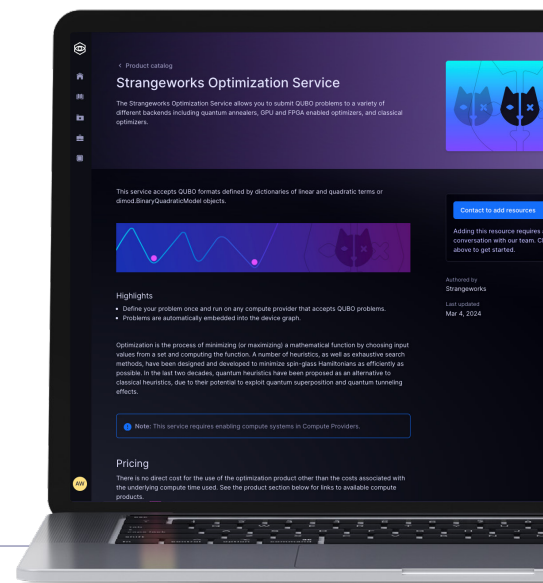 Product catalog
Strangeworks Optimization Service
The Strangeworks Optimization Service allows you to submit QUBO problems to a variety of
different backends including quantum annealers, GPU and FPGA enabled optimizers, and classical
optimizers.
This service accepts QUBO formats defined by dictionaries of linear and quadratic terms or
dimod.BinaryQuadraticModel objects.
Highlights
• Define your problem once and run on any compute provider that accepts QUBO problems.
• Problems are automatically embedded into the device graph.
Optimization is the process of minimizing (or maximizing) a mathematical function by choosing input
values from a set and computing the function. A number of heuristics, as well as exhaustive search
methods, have been designed and developed to minimize spin-glass Hamiltonians as efficiently as
possible. In the last two decades, quantum heuristics have been proposed as an alternative to
classical heuristics, due to their potential to exploit quantum superposition and quantum tunneling
effects.
Note: This service requires enabling compute systems in Compute Providers.
Pricing
There is no direct cost for the use of the optimization product other than the costs associated with
the underlying compute time used. See the product section below for links to available compute
products.
Contact to add resources
Adding this resource requires
conversation with our team.
above to get started.
Authored by
Strangeworks
Last updated
Mar 4, 2024
AW